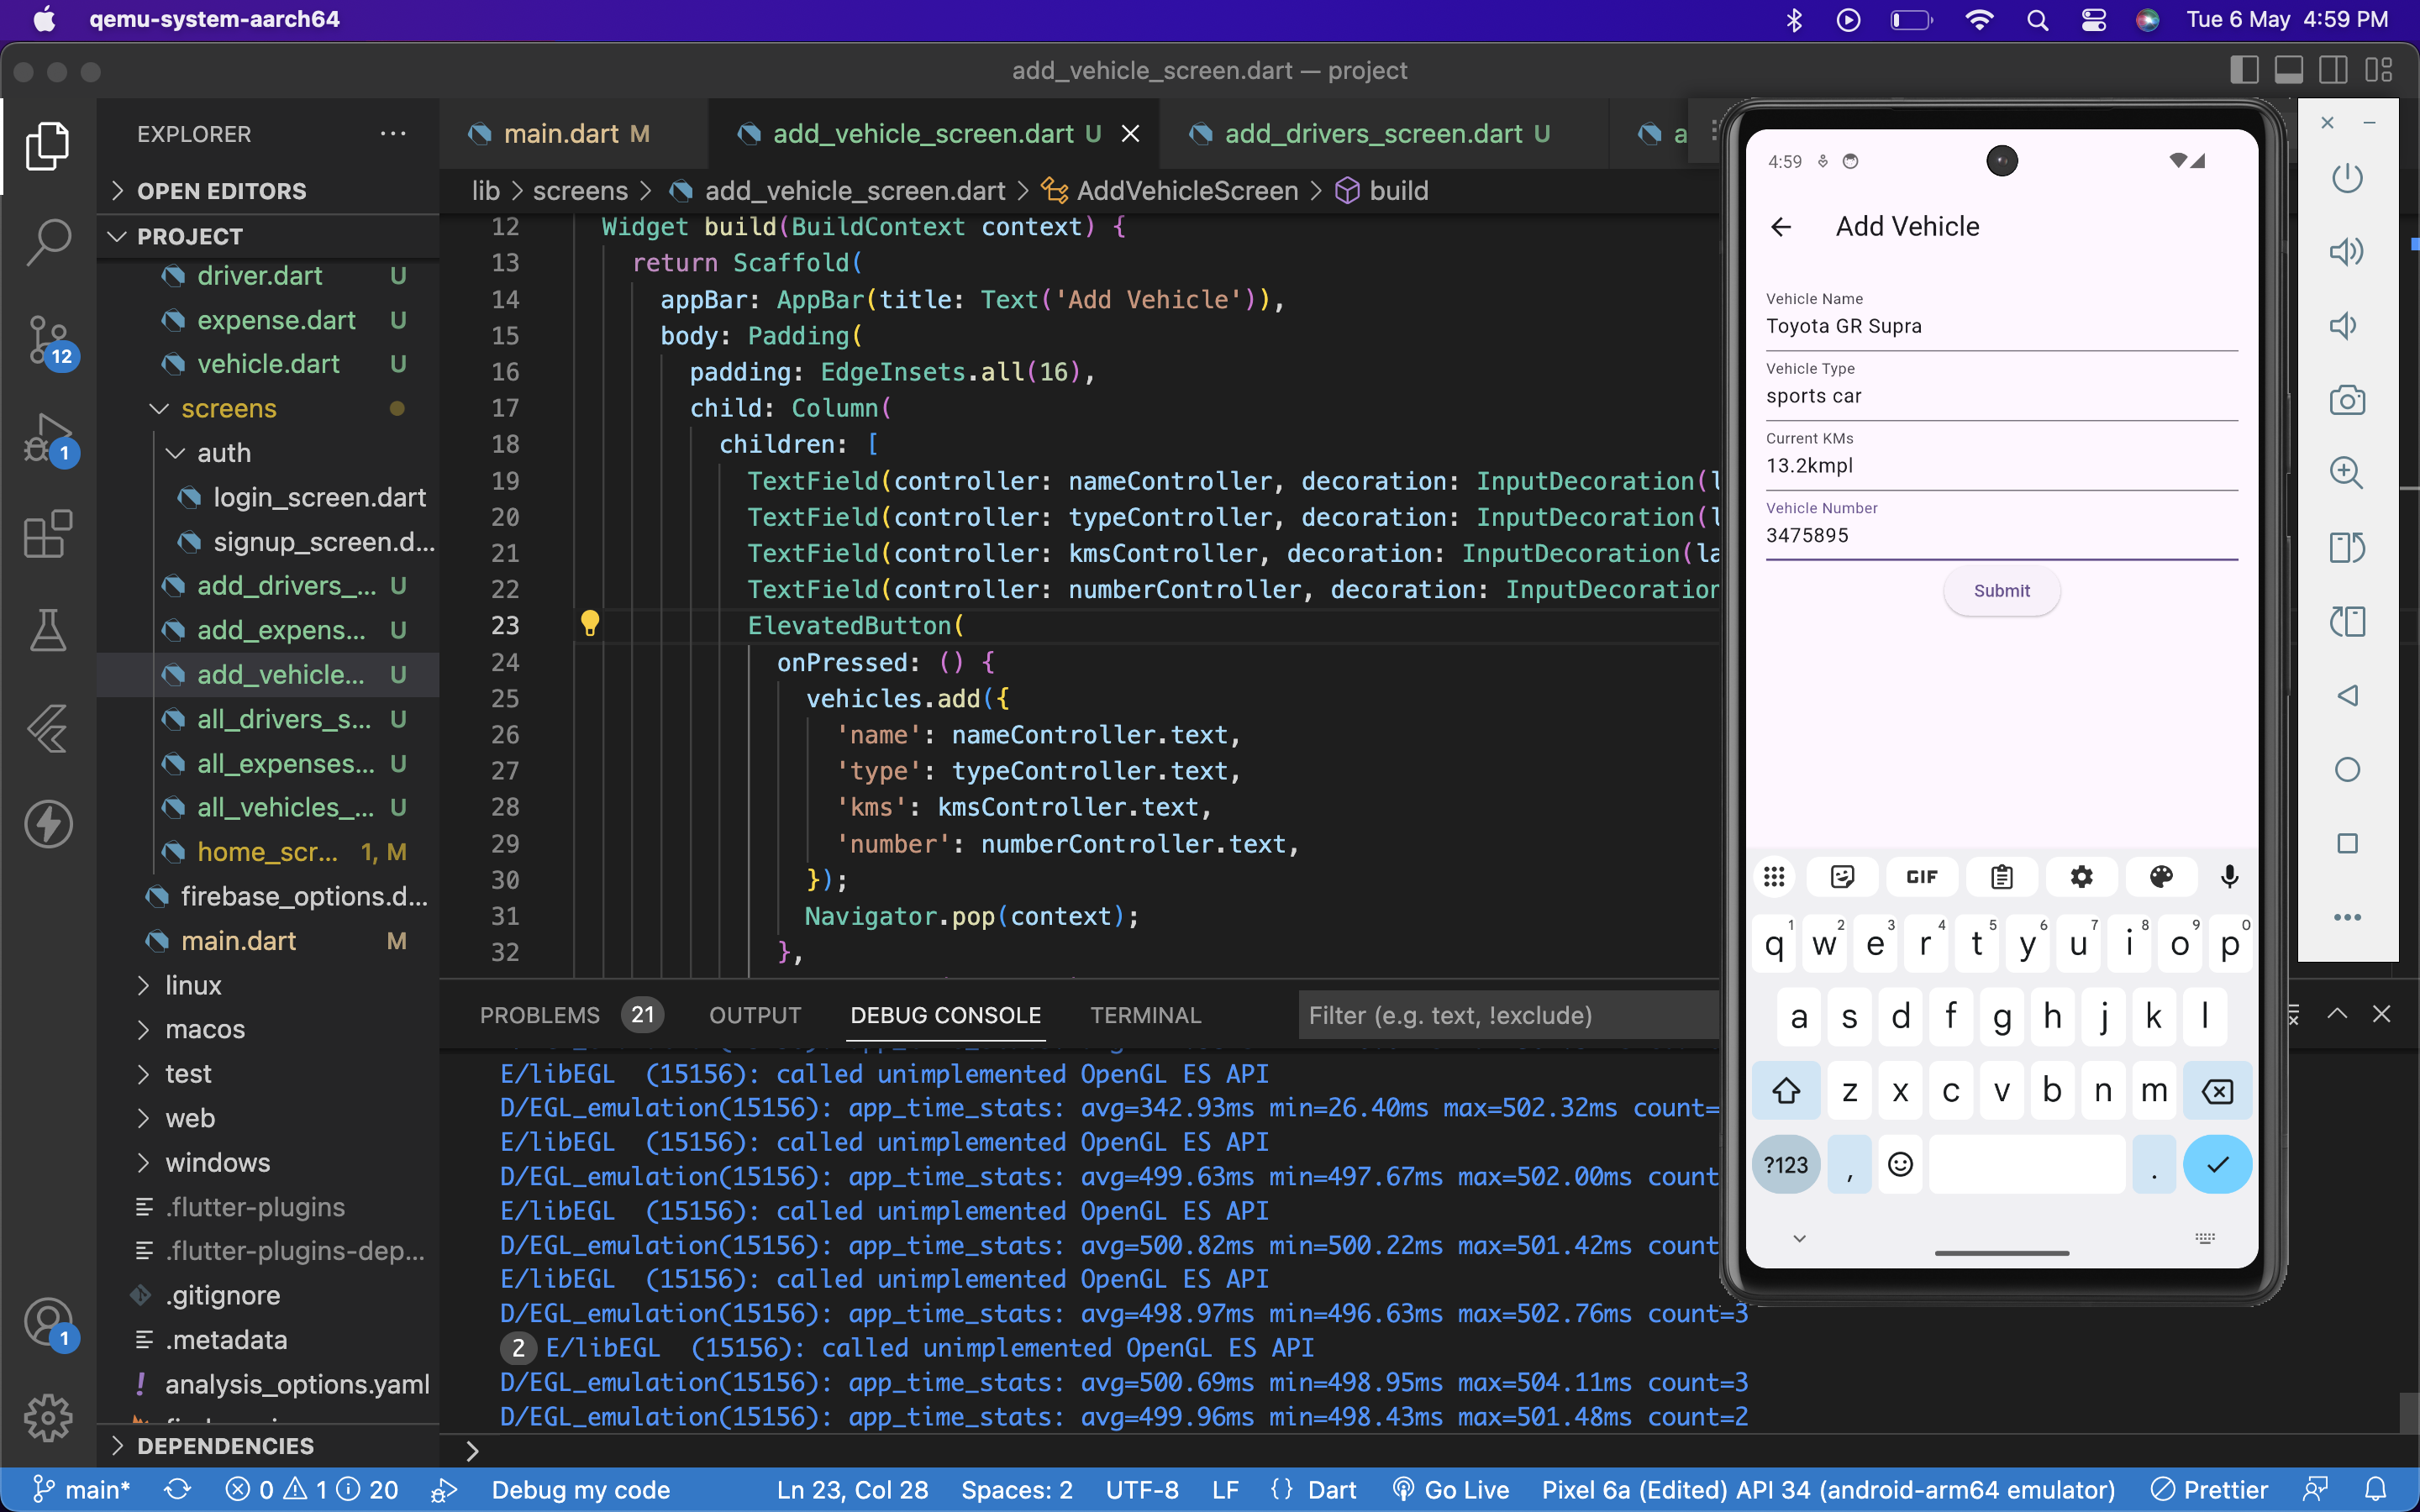 qemu-system-aarch64
Tue 6 May 4:59 PM
add_vehicle_screen.dart — project
EXPLORER
OPEN EDITORS
PROJECT
driver.dart U
expense.dart U
vehicle.dart U
screens
auth
login_screen.dart
signup_screen.d...
add_drivers_... U
add_expens... U
add_vehicle... U
all_drivers_s... U
all_expenses... U
all_vehicles_... U
home_scr... 1, M
firebase_options.d...
main.dart M
linux
macos
test
web
windows
.flutter-plugins
.flutter-plugins-dep...
.gitignore
.metadata
analysis_options.yaml
DEPENDENCIES
12
1
1
main.dart M
add_vehicle_screen.dart U
add_drivers_screen.dart U
a
lib > screens > add_vehicle_screen.dart > AddVehicleScreen > build
12 Widget build(BuildContext context) {
13 return Scaffold(
14 appBar: AppBar(title: Text('Add Vehicle')),
15 body: Padding(
16 padding: EdgeInsets.all(16),
17 child: Column(
18 children: [
19 TextField(controller: nameController, decoration: InputDecoration(l
20 TextField(controller: typeController, decoration: InputDecoration(l
21 TextField(controller: kmsController, decoration: InputDecoration(la
22 TextField(controller: numberController, decoration: InputDecoration
23 ElevatedButton(
24 onPressed: () {
25 vehicles.add({
26 'name': nameController.text,
27 'type': typeController.text,
28 'kms': kmsController.text,
29 'number': numberController.text,
30 });
31 Navigator.pop(context);
32 },
PROBLEMS 21 OUTPUT DEBUG CONSOLE TERMINAL
Filter (e.g. text, !exclude)
E/libEGL (15156): called unimplemented OpenGL ES API
D/EGL_emulation(15156): app_time_stats: avg=342.93ms min=26.40ms max=502.32ms count=
E/libEGL (15156): called unimplemented OpenGL ES API
D/EGL_emulation(15156): app_time_stats: avg=499.63ms min=497.67ms max=502.00ms count
E/libEGL (15156): called unimplemented OpenGL ES API
D/EGL_emulation(15156): app_time_stats: avg=500.82ms min=500.22ms max=501.42ms count
E/libEGL (15156): called unimplemented OpenGL ES API
D/EGL_emulation(15156): app_time_stats: avg=498.97ms min=496.63ms max=502.76ms count=3
2 E/libEGL (15156): called unimplemented OpenGL ES API
D/EGL_emulation(15156): app_time_stats: avg=500.69ms min=498.95ms max=504.11ms count=3
D/EGL_emulation(15156): app_time_stats: avg=499.96ms min=498.43ms max=501.48ms count=2
4:59
Add Vehicle
Vehicle Name
Toyota GR Supra
Vehicle Type
sports car
Current KMs
13.2kmpl
Vehicle Number
3475895
Submit
GIF
q1 w2 e3 r4 t5 y6 u7 i8 o9 p0
a s d f g h j k l
z x c v b n m
?123 , .
main* 0 1 20 Debug my code Ln 23, Col 28 Spaces: 2 UTF-8 LF {} Dart Go Live Pixel 6a (Edited) API 34 (android-arm64 emulator) Prettier